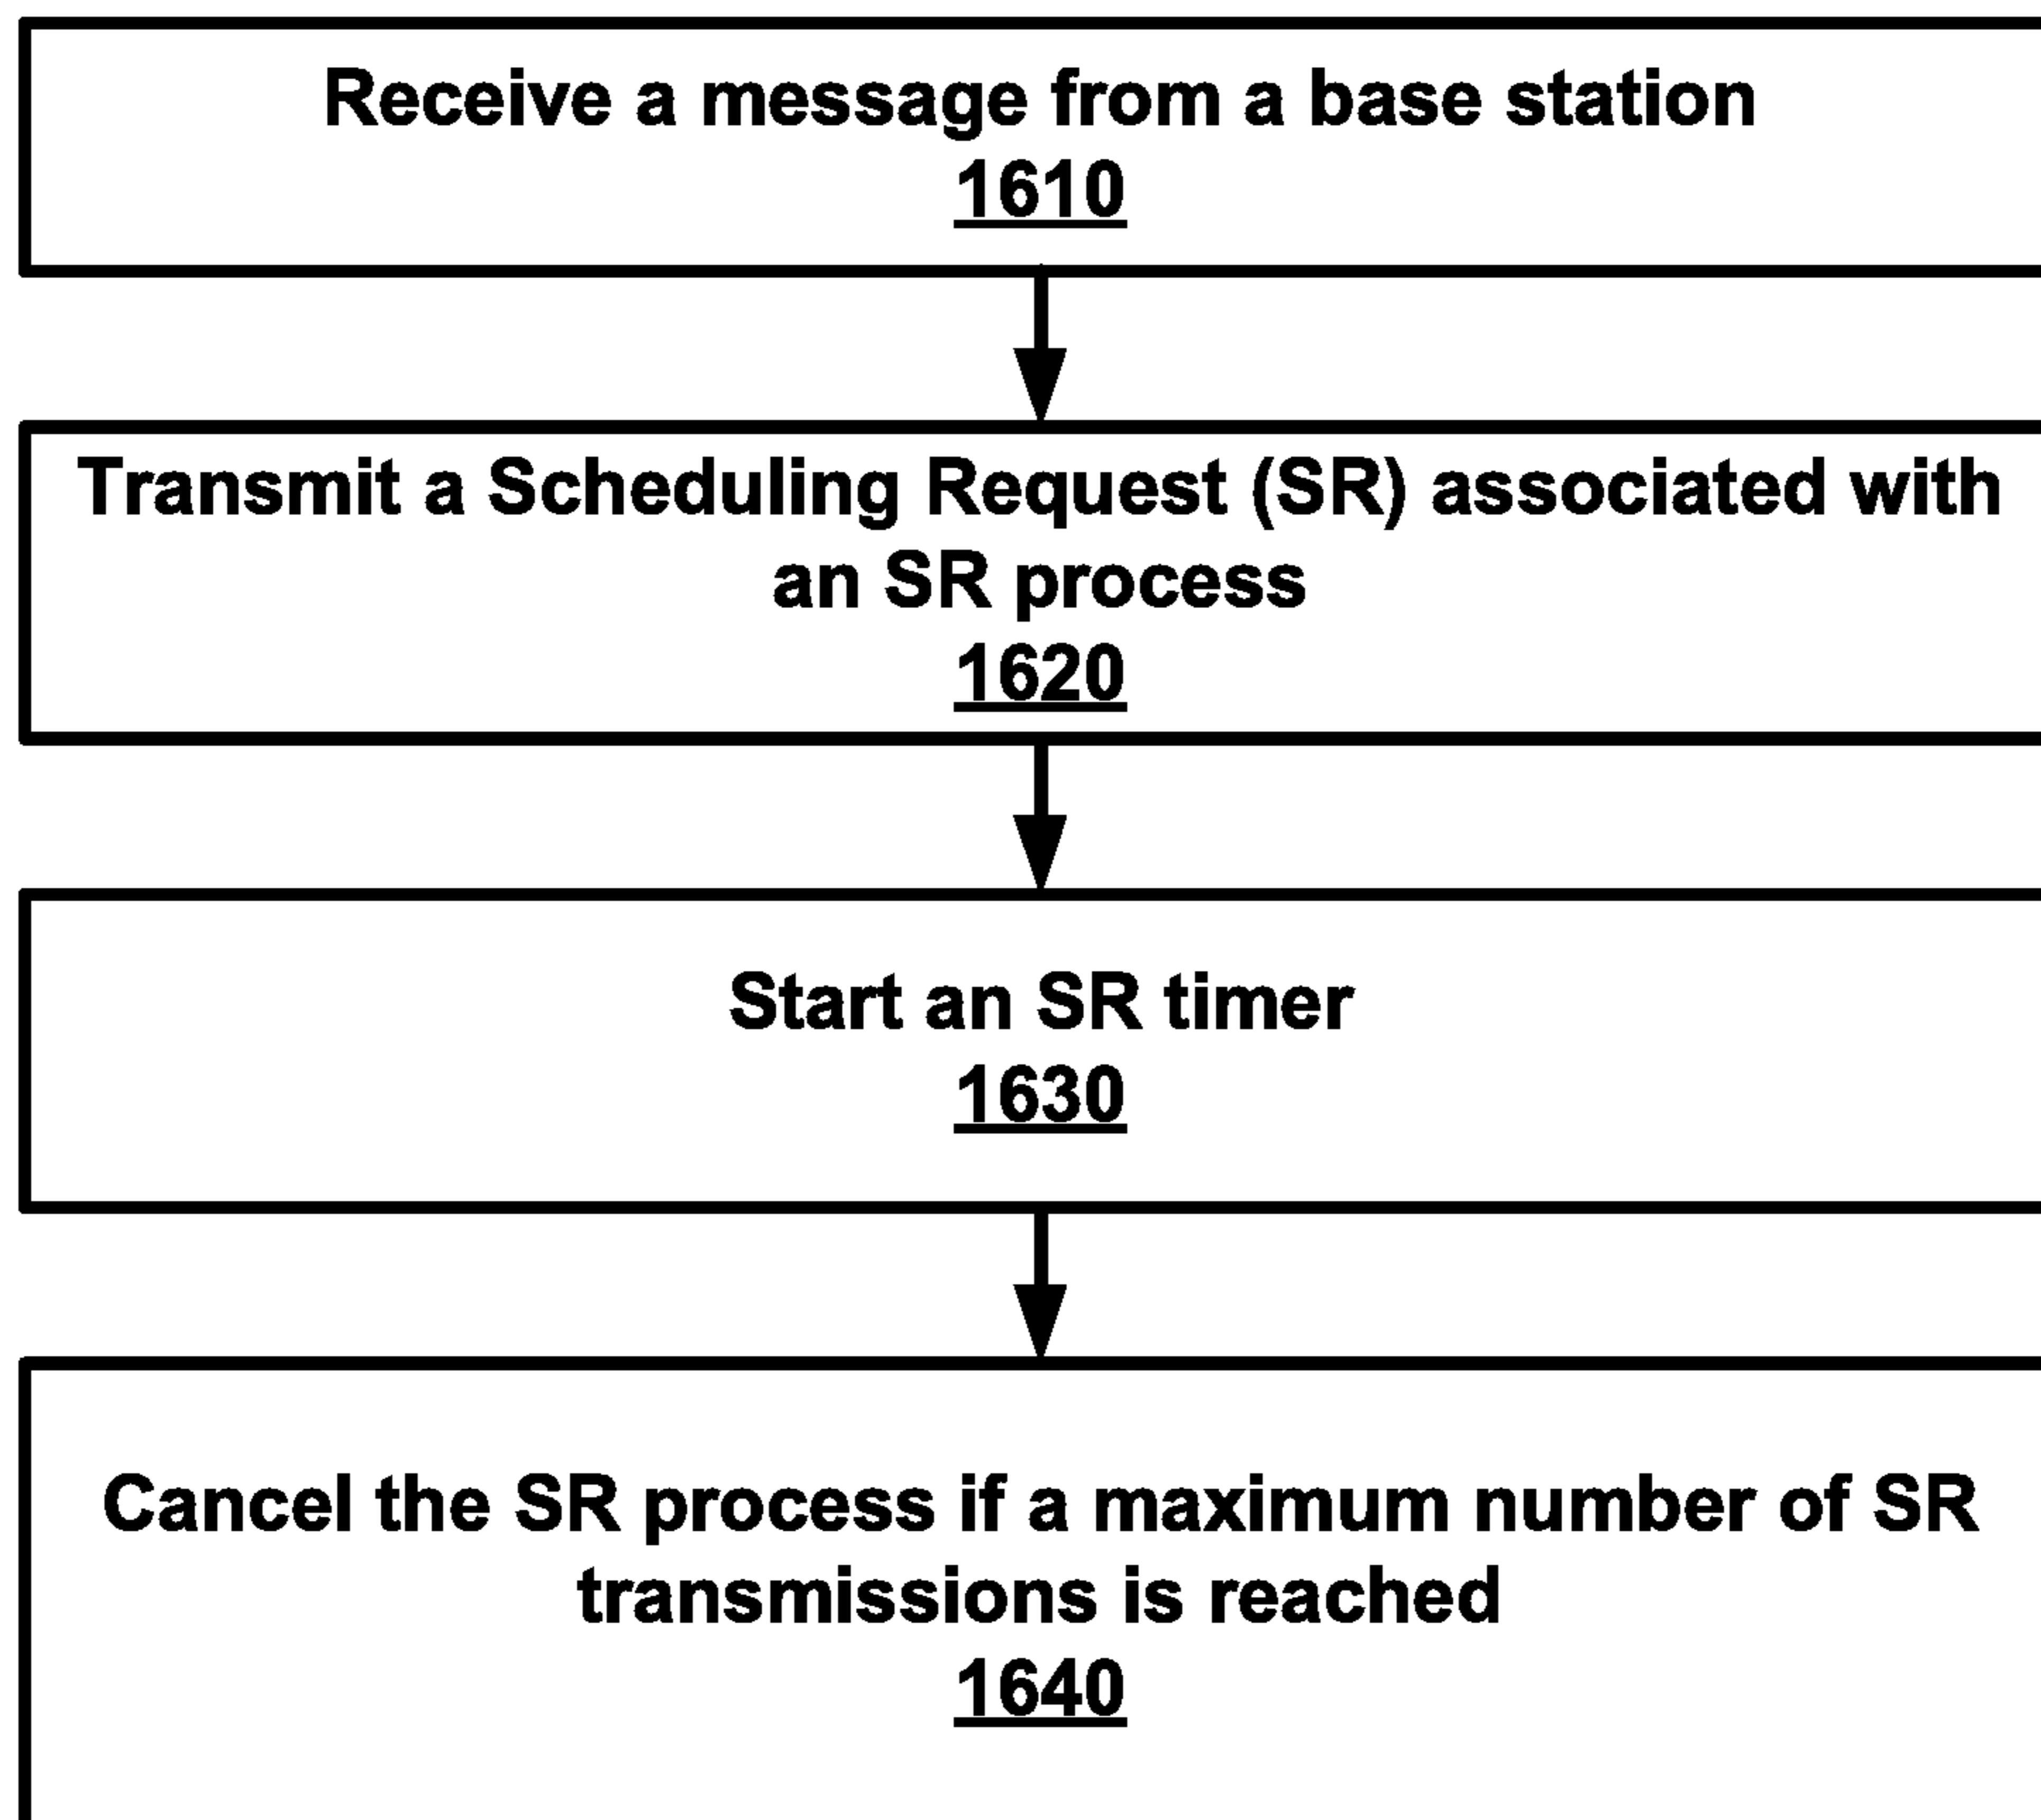 Receive a message from a base station
1610
Transmit a Scheduling Request (SR) associated with
an SR process
1620
Start an SR timer
1630
Cancel the SR process if a maximum number of SR
transmissions is reached
1640